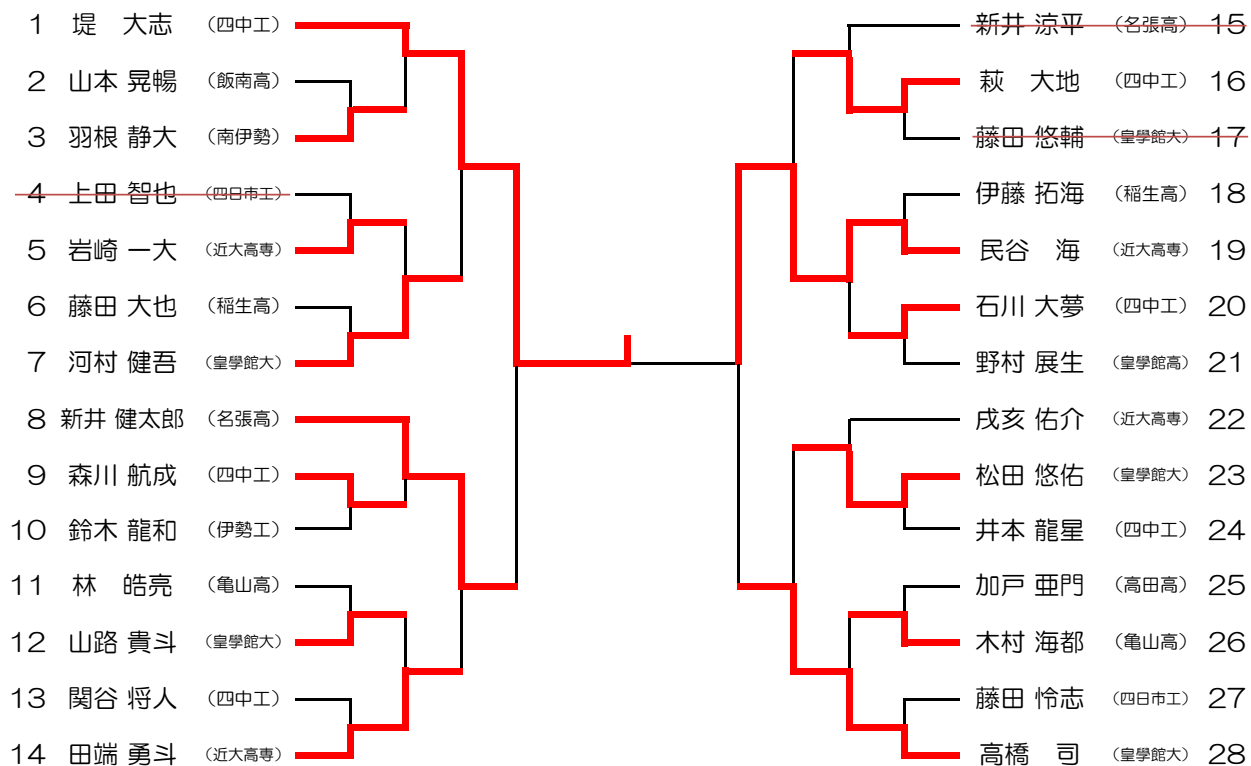 1 堤 大志 （四中工）
2 山本 晃暢 （飯南高）
3 羽根 静大 （南伊勢）
4 上田 智也 （四日市工）
5 岩崎 一大 （近大高専）
6 藤田 大也 （稲生高）
7 河村 健吾 （皇學館大）
8 新井 健太郎 （名張高）
9 森川 航成 （四中工）
10 鈴木 龍和 （伊勢工）
11 林 皓亮 （亀山高）
12 山路 貴斗 （皇學館大）
13 関谷 将人 （四中工）
14 田端 勇斗 （近大高専）
新井 涼平 （名張高） 15
萩 大地 （四中工） 16
藤田 悠輔 （皇學館大） 17
伊藤 拓海 （稲生高） 18
民谷 海 （近大高専） 19
石川 大夢 （四中工） 20
野村 展生 （皇學館高） 21
戌亥 佑介 （近大高専） 22
松田 悠佑 （皇學館大） 23
井本 龍星 （四中工） 24
加戸 亜門 （高田高） 25
木村 海都 （亀山高） 26
藤田 怜志 （四日市工） 27
高橋 司 （皇學館大） 28